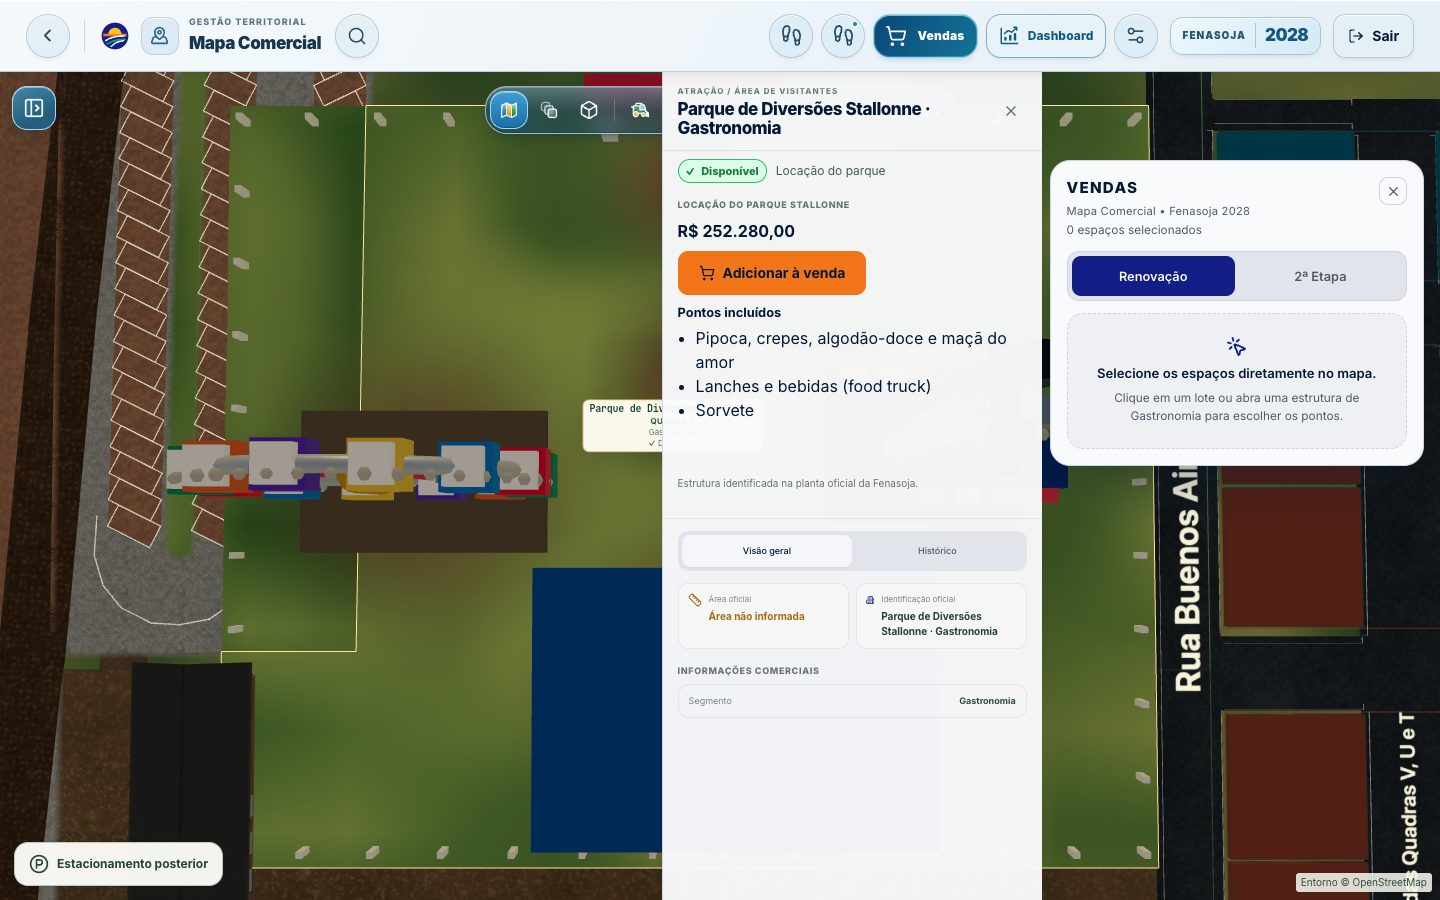 GESTÃO TERRITORIAL
Mapa Comercial
Vendas
Dashboard
FENASOJA 2028
Sair
ATRAÇÃO / ÁREA DE VISITANTES
Parque de Diversões Stallonne ·
Gastronomia
Disponível
Locação do parque
LOCAÇÃO DO PARQUE STALLONNE
R$ 252.280,00
Adicionar à venda
Pontos incluídos
• Pipoca, crepes, algodão-doce e maçã do
amor
• Lanches e bebidas (food truck)
• Sorvete
Estrutura identificada na planta oficial da Fenasoja.
Visão geral
Histórico
Área oficial
Área não informada
Identificação oficial
Parque de Diversões
Stallonne · Gastronomia
INFORMAÇÕES COMERCIAIS
Segmento
Gastronomia
VENDAS
Mapa Comercial • Fenasoja 2028
0 espaços selecionados
Renovação
2ª Etapa
Selecione os espaços diretamente no mapa.
Clique em um lote ou abra uma estrutura de
Gastronomia para escolher os pontos.
Parque de
Rua Buenos
Quadras V, U e T
Estacionamento posterior
Entorno © OpenStreetMap